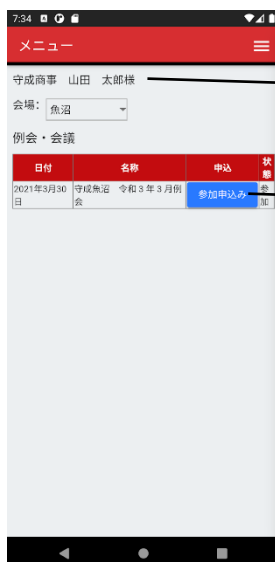 7:34
メニュー
守成商事　山田　太郎様
会場: 魚沼
例会・会議
日付 名称 申込 状態
2021年3月30日 守成魚沼　令和３年３月例会 参加申込み 参加